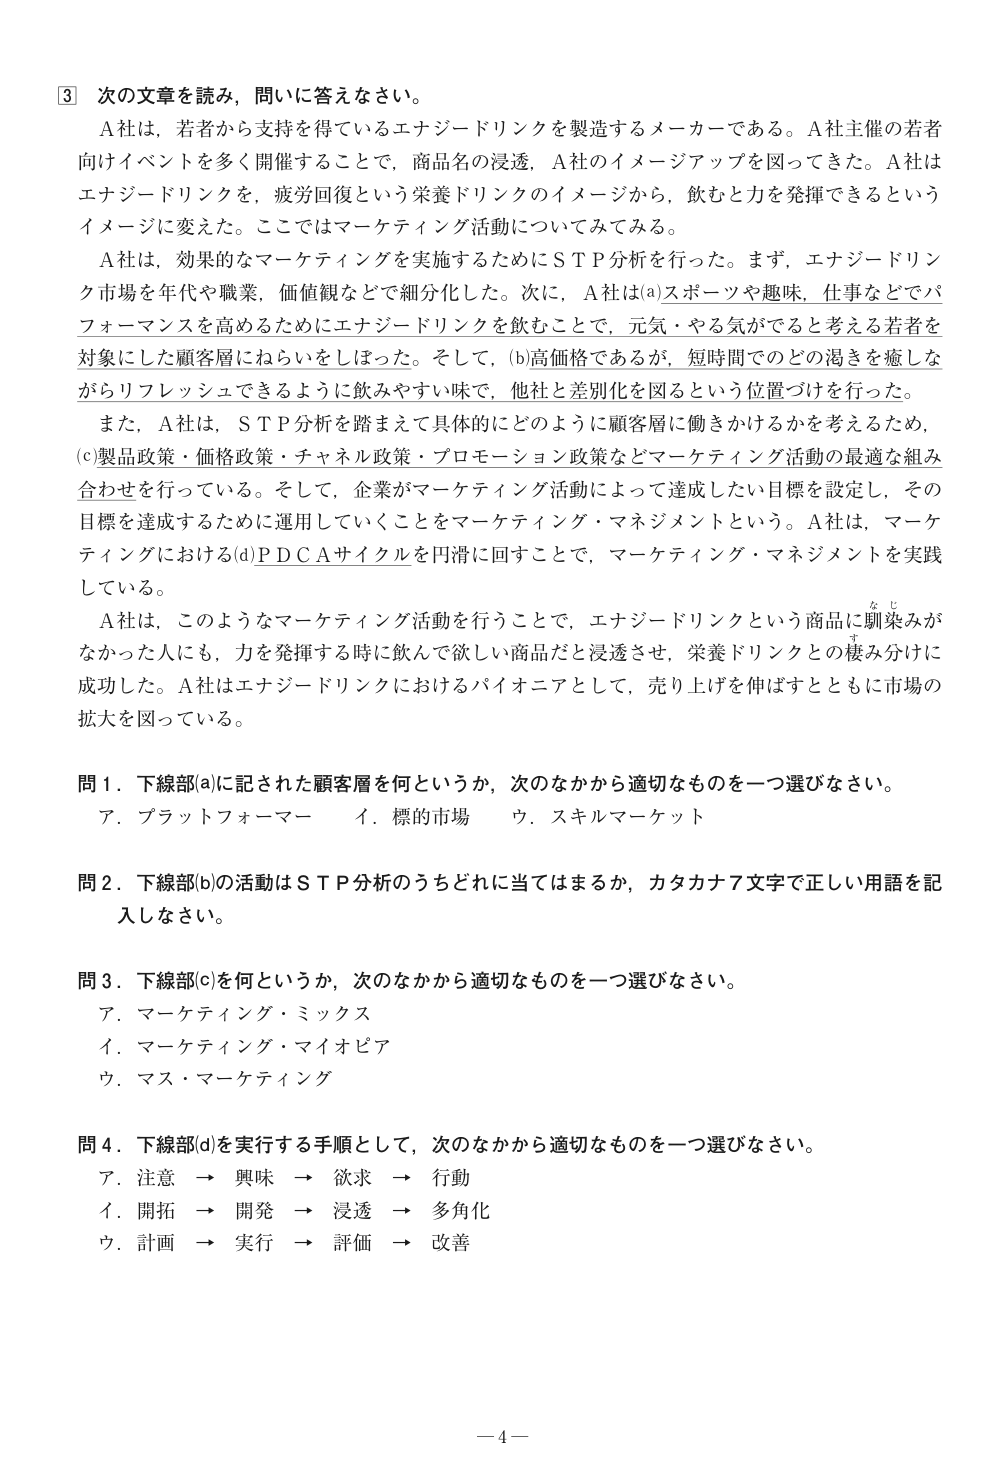 3　次の文章を読み，問いに答えなさい。
　Ａ社は，若者から支持を得ているエナジードリンクを製造するメーカーである。Ａ社主催の若者
向けイベントを多く開催することで，商品名の浸透，Ａ社のイメージアップを図ってきた。Ａ社は
エナジードリンクを，疲労回復という栄養ドリンクのイメージから，飲むと力を発揮できるという
イメージに変えた。ここではマーケティング活動についてみてみる。
　Ａ社は，効果的なマーケティングを実施するためにＳＴＰ分析を行った。まず，エナジードリン
ク市場を年代や職業，価値観などで細分化した。次に，Ａ社は(a)スポーツや趣味，仕事などでパ
フォーマンスを高めるためにエナジードリンクを飲むことで，元気・やる気がでると考える若者を
対象にした顧客層にねらいをしぼった。そして，(b)高価格であるが，短時間でのどの渇きを癒しな
がらリフレッシュできるように飲みやすい味で，他社と差別化を図るという位置づけを行った。
　また，Ａ社は，ＳＴＰ分析を踏まえて具体的にどのように顧客層に働きかけるかを考えるため，
(c)製品政策・価格政策・チャネル政策・プロモーション政策などマーケティング活動の最適な組み
合わせを行っている。そして，企業がマーケティング活動によって達成したい目標を設定し，その
目標を達成するために運用していくことをマーケティング・マネジメントという。Ａ社は，マーケ
ティングにおける(d)ＰＤＣＡサイクルを円滑に回すことで，マーケティング・マネジメントを実践
している。
なじ
　Ａ社は，このようなマーケティング活動を行うことで，エナジードリンクという商品に馴染みが
す
なかった人にも，力を発揮する時に飲んで欲しい商品だと浸透させ，栄養ドリンクとの棲み分けに
成功した。Ａ社はエナジードリンクにおけるパイオニアとして，売り上げを伸ばすとともに市場の
拡大を図っている。
問１．下線部(a)に記された顧客層を何というか，次のなかから適切なものを一つ選びなさい。
ア．プラットフォーマー　　イ．標的市場　　ウ．スキルマーケット
問２．下線部(b)の活動はＳＴＰ分析のうちどれに当てはまるか，カタカナ７文字で正しい用語を記
入しなさい。
問３．下線部(c)を何というか，次のなかから適切なものを一つ選びなさい。
ア．マーケティング・ミックス
イ．マーケティング・マイオピア
ウ．マス・マーケティング
問４．下線部(d)を実行する手順として，次のなかから適切なものを一つ選びなさい。
ア．注意　→　興味　→　欲求　→　行動
イ．開拓　→　開発　→　浸透　→　多角化
ウ．計画　→　実行　→　評価　→　改善
― 4 ―